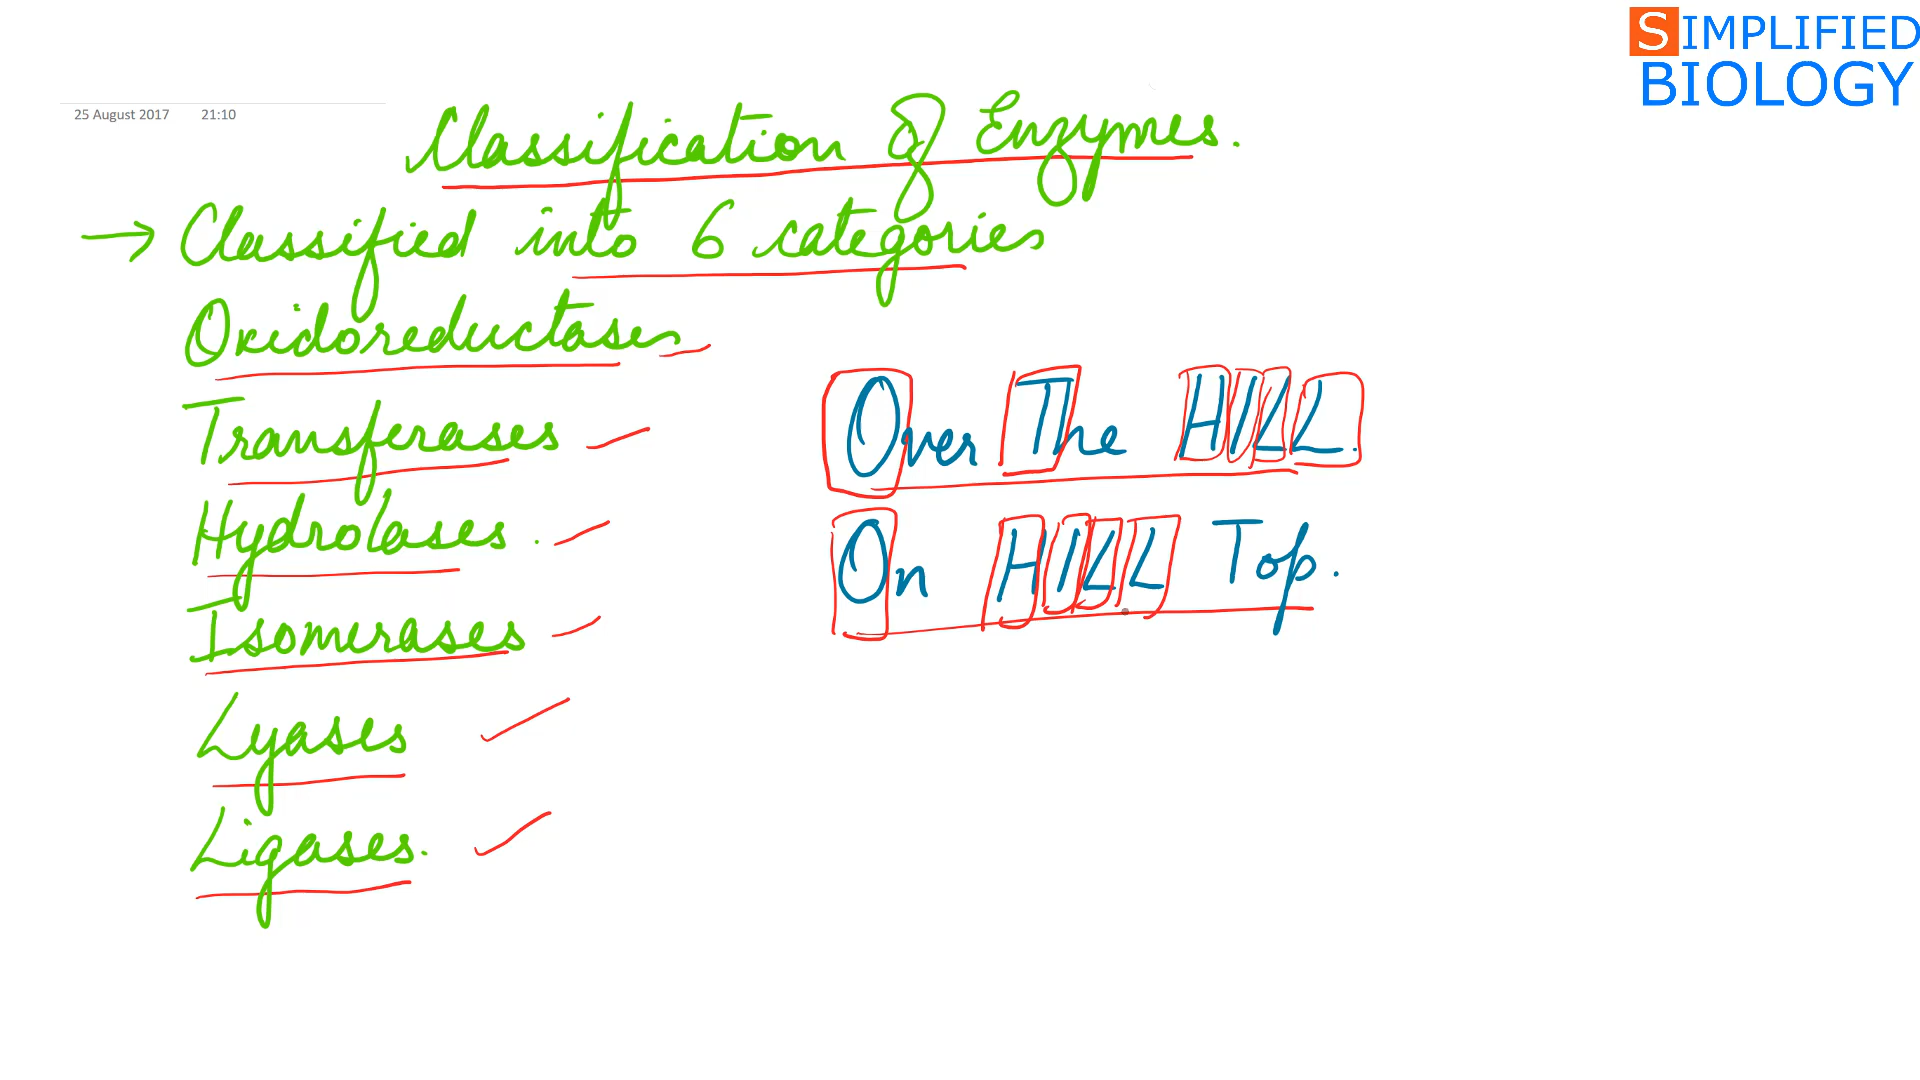 SIMPLIFIED
BIOLOGY
25 August 2017 21:10
Classification of Enzymes.
→ Classified into 6 categories
Oxidoreductases
Transferases
Hydrolases.
Isomerases
Lyases
Ligases.
Over The HILL.
On HILL Top.